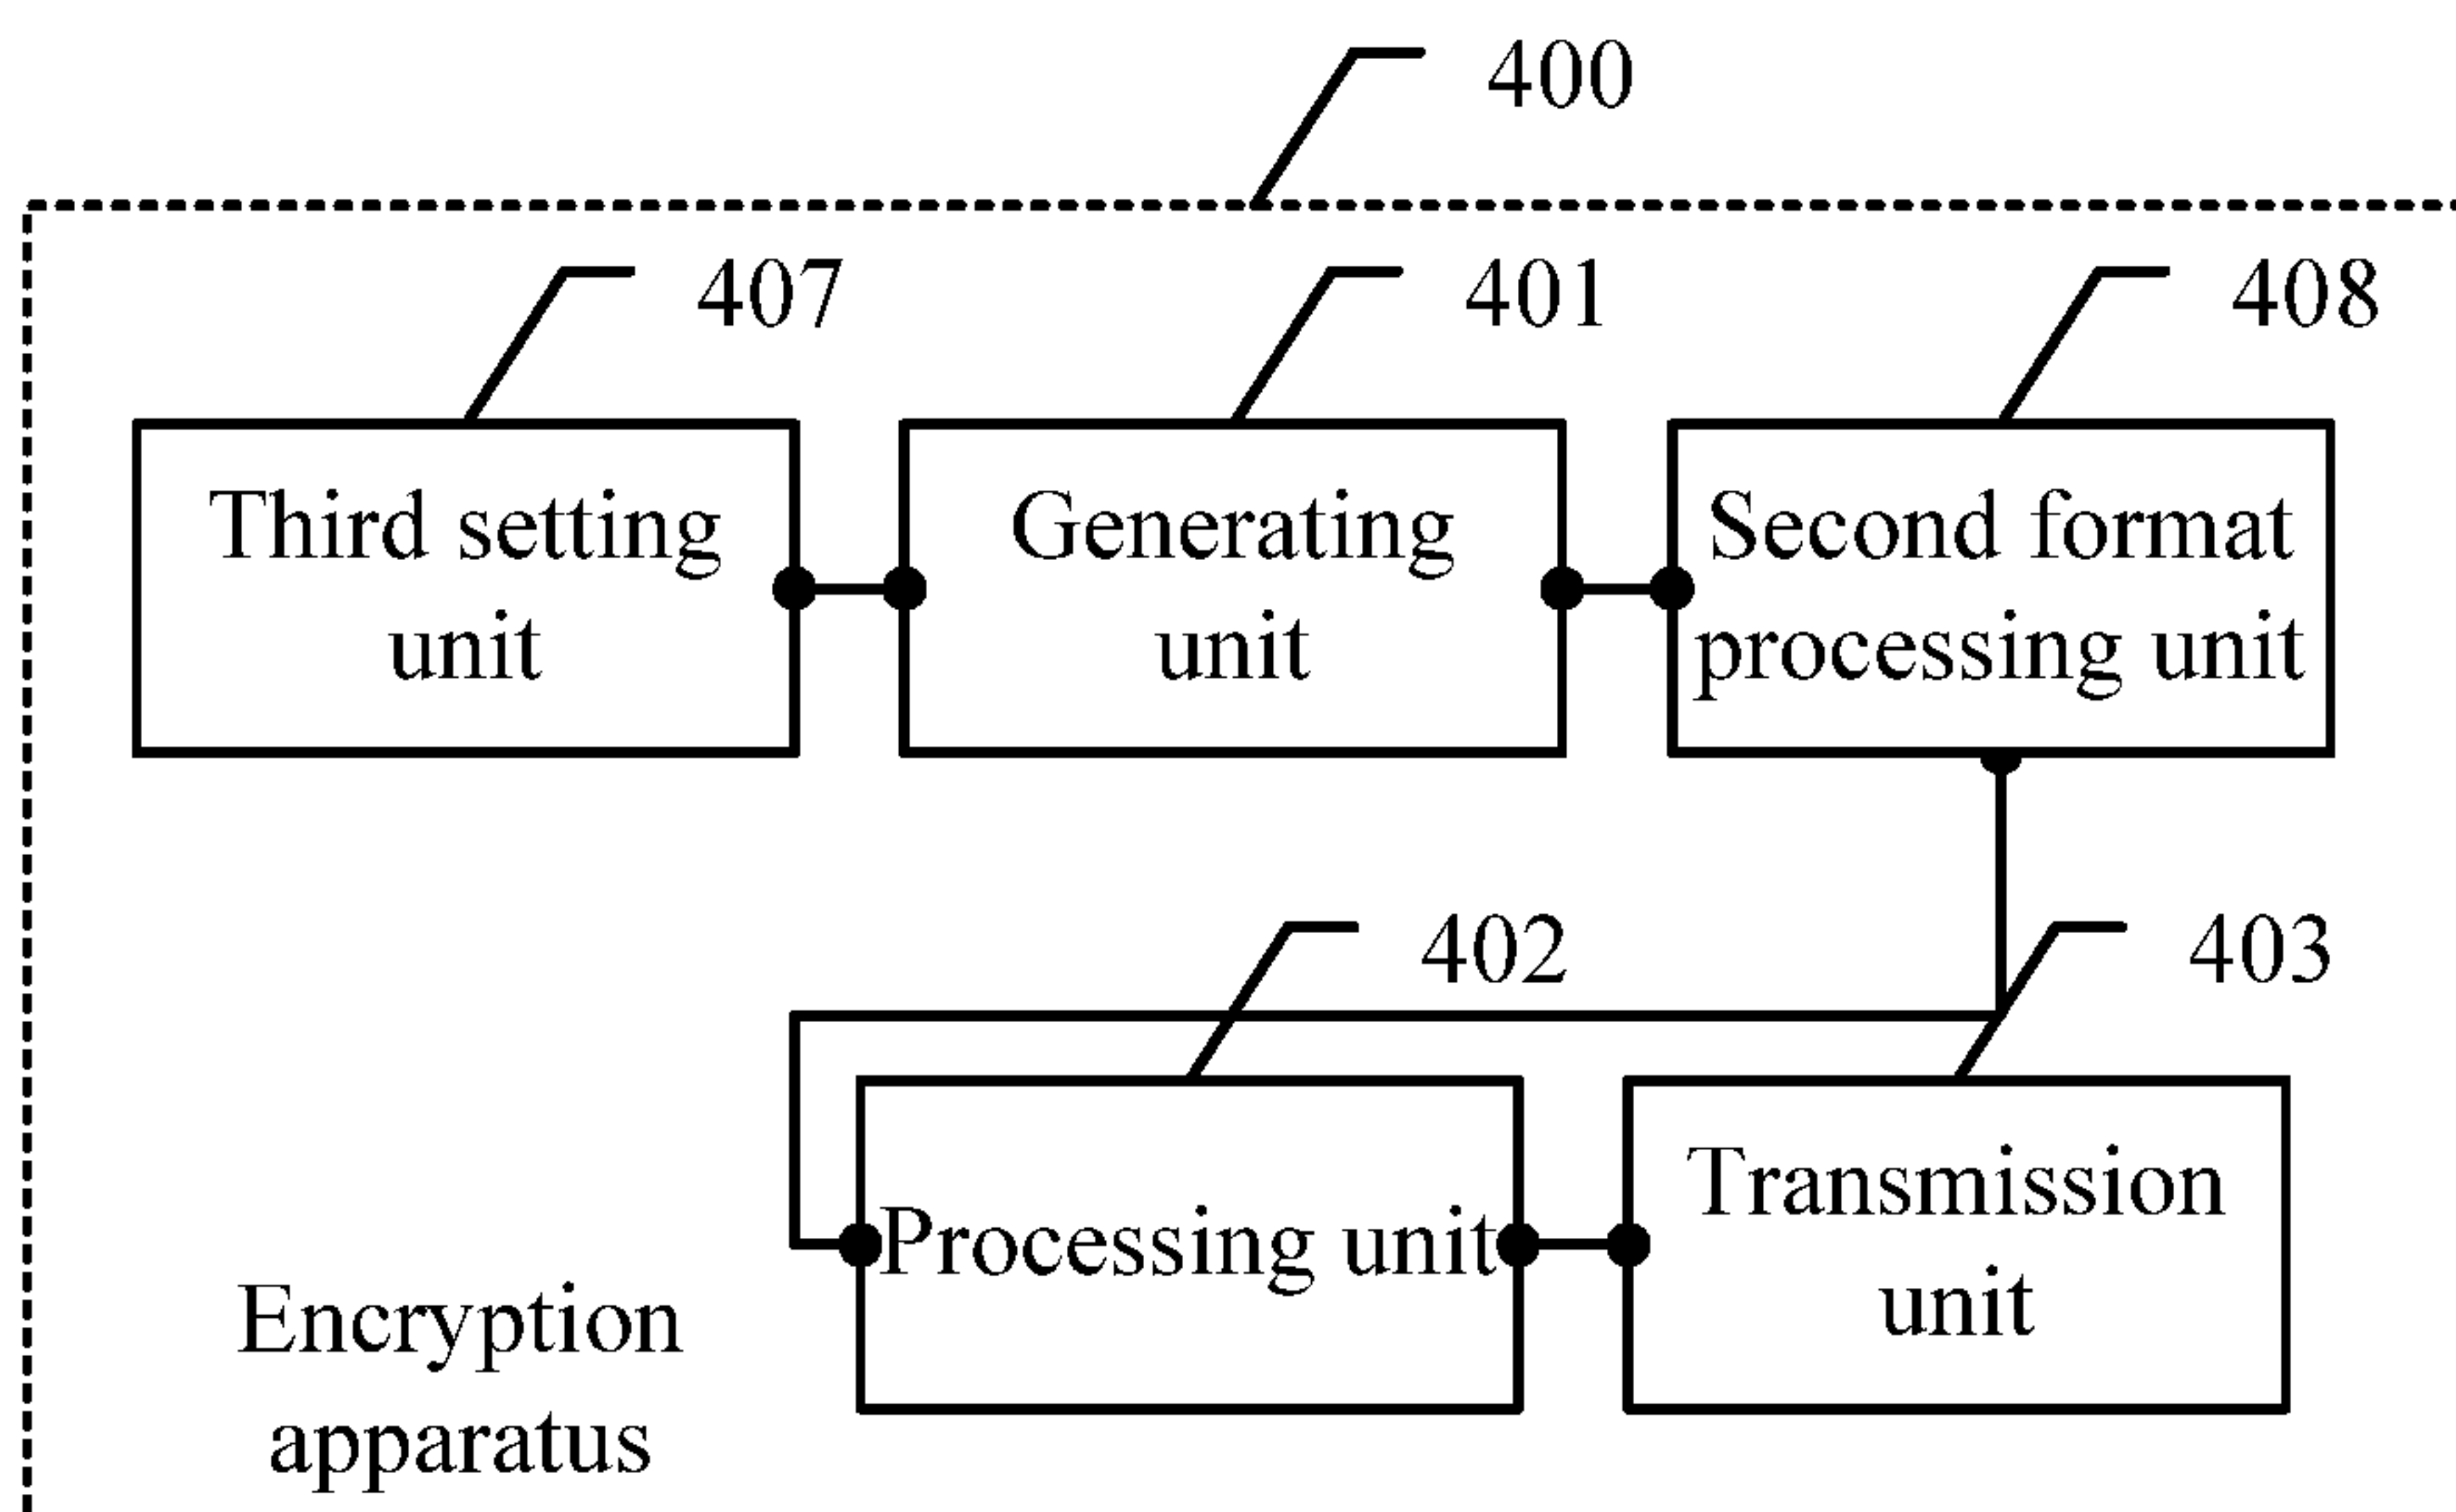 400
407
401
408
Third setting
unit
Generating
unit
Second format
processing unit
402
403
Processing unit
Transmission
unit
Encryption
apparatus